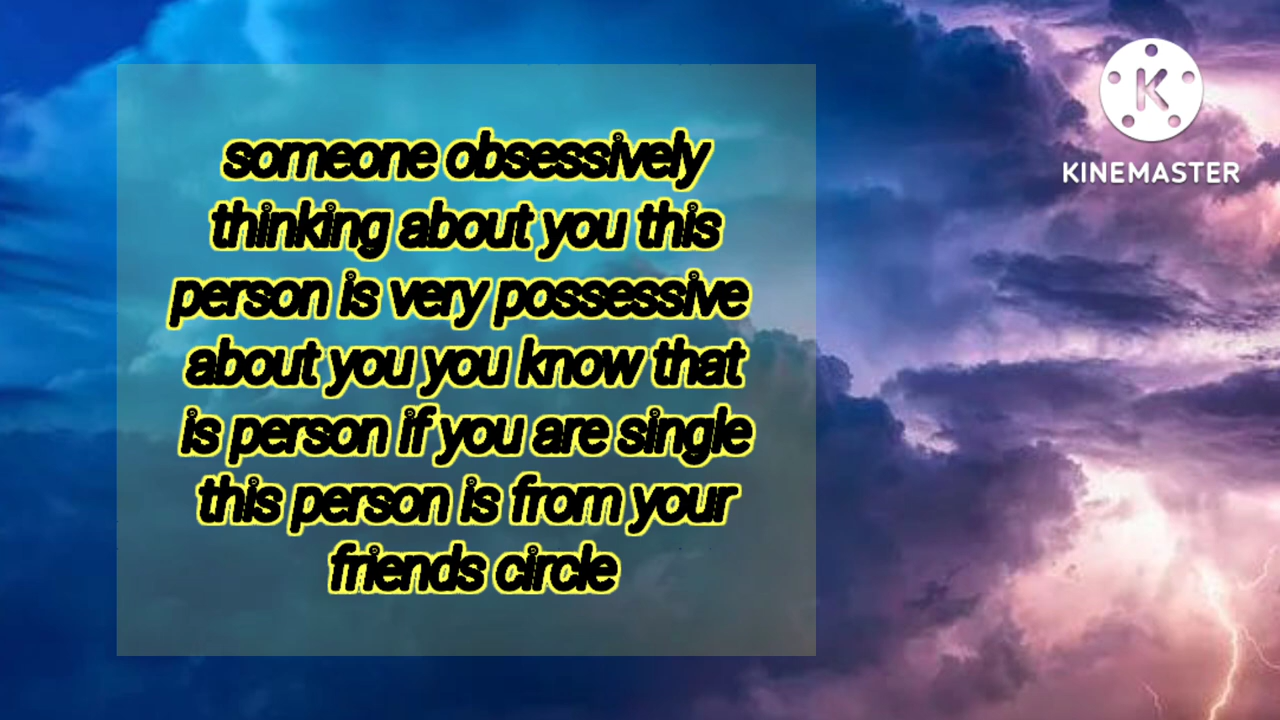 someone obsessively
thinking about you this
person is very possessive
about you you know that
is person if you are single
this person is from your
friends circle
K
KINEMASTER